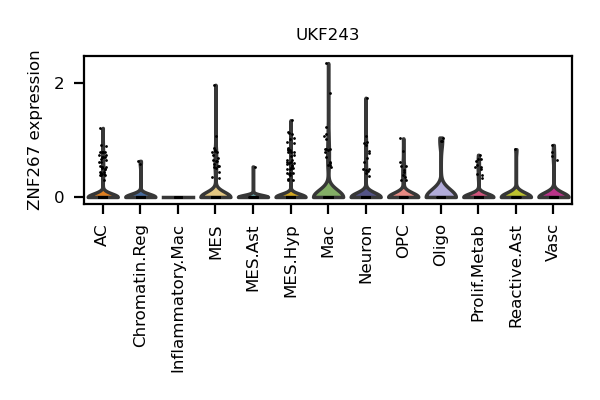 UKF243
ZNF267 expression
2
0
AC
Chromatin.Reg
Inflammatory.Mac
MES
MES.Ast
MES.Hyp
Mac
Neuron
OPC
Oligo
Prolif.Metab
Reactive.Ast
Vasc